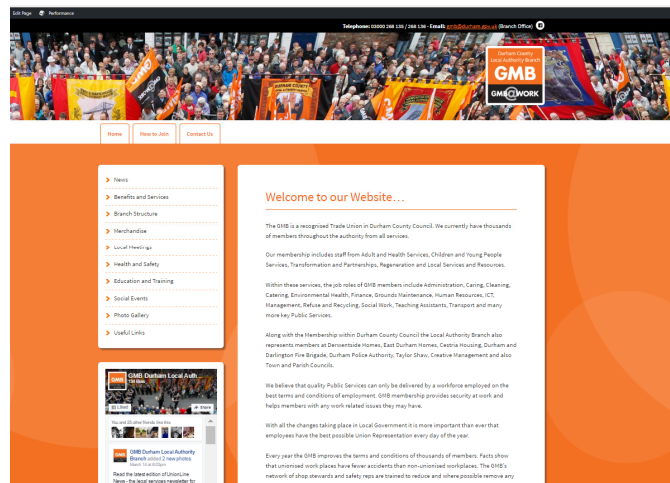 Edit Page Performance
Telephone: 03000 268 135 / 268 136 - Email: gmb@durham.gov.uk (Branch Office)
Durham County
Local Authority Branch
GMB
GMB@WORK
Home
How to Join
Contact Us
News
Benefits and Services
Branch Structure
Merchandise
Local Meetings
Health and Safety
Education and Training
Social Events
Photo Gallery
Useful Links
GMB Durham Local Auth...
Liked
Share
You and 28 other friends like this
GMB Durham Local Authority
Branch added 2 new photos.
Read the latest edition of UnionLine
News - the legal services newsletter for
Welcome to our Website...
The GMB is a recognised Trade Union in Durham County Council. We currently have thousands
of members throughout the authority from all services.
Our membership includes staff from Adult and Health Services, Children and Young People
Services, Transformation and Partnerships, Regeneration and Local Services and Resources.
Within these services, the job roles of GMB members include Administration, Caring, Cleaning,
Catering, Environmental Health, Finance, Grounds Maintenance, Human Resources, ICT,
Management, Refuse and Recycling, Social Work, Teaching Assistants, Transport and many
more key Public Services.
Along with the Membership within Durham County Council the Local Authority Branch also
represents members at Derwentside Homes, East Durham Homes, Cestria Housing, Durham and
Darlington Fire Brigade, Durham Police Authority, Taylor Shaw, Creative Management and also
Town and Parish Councils.
We believe that quality Public Services can only be delivered by a workforce employed on the
best terms and conditions of employment. GMB membership provides security at work and
helps members with any work related issues they may have.
With all the changes taking place in Local Government it is more important than ever that
employees have the best possible Union Representation every day of the year.
Every year the GMB improves the terms and conditions of thousands of members. Facts show
that unionised work places have fewer accidents than non-unionised workplaces. The GMB's
network of shop stewards and safety reps are trained to reduce and where possible remove any